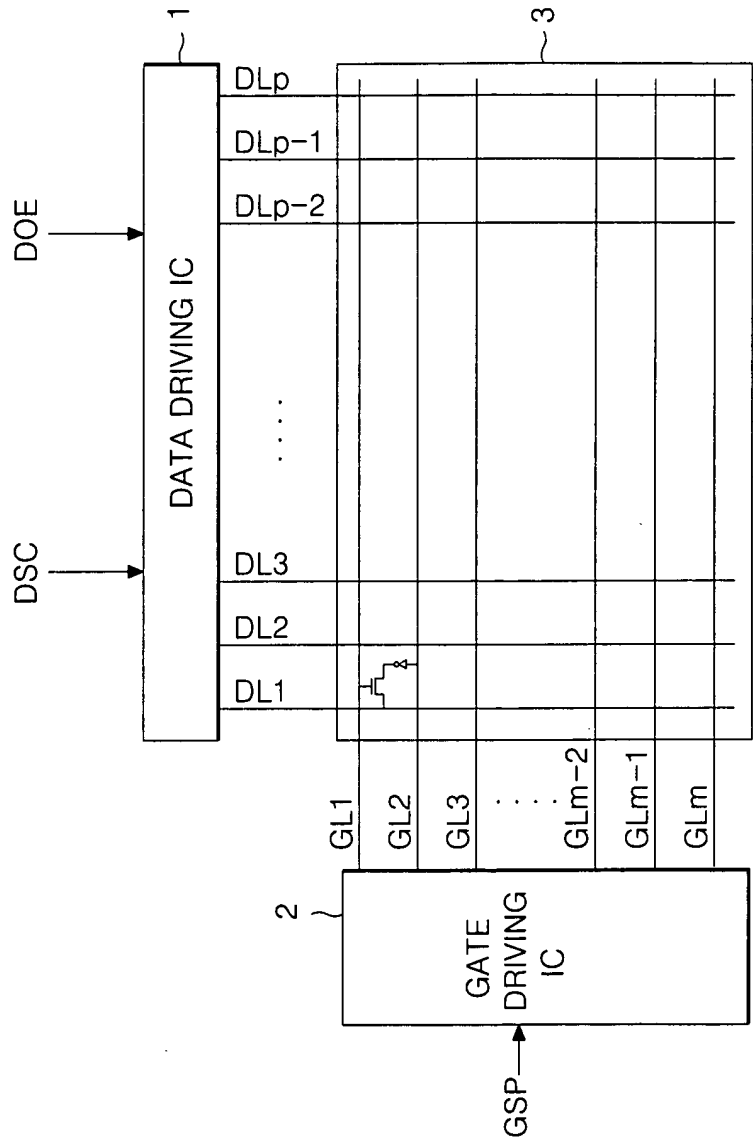 DSC
DOE
1
DATA DRIVING IC
DL1
DL2
DL3
. . . .
DLp-2
DLp-1
DLp
2
3
GSP
GATE
DRIVING
IC
GL1
GL2
GL3
. . . . .
GLm-2
GLm-1
GLm